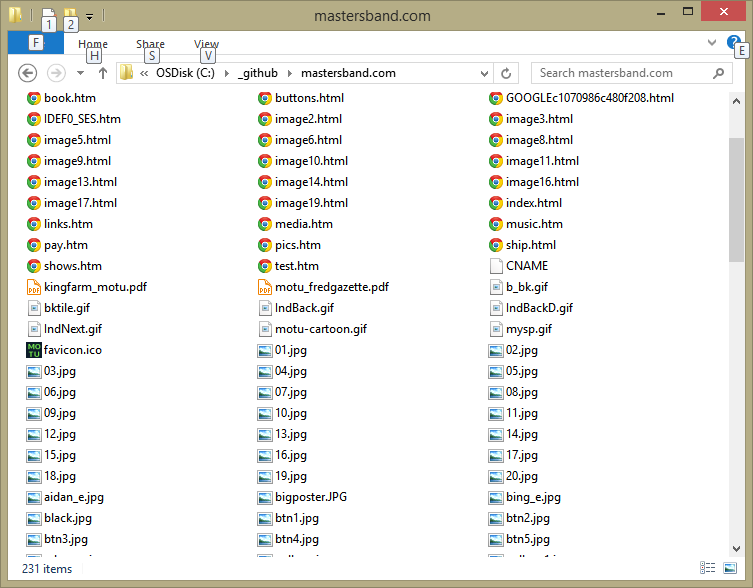 mastersband.com
1 2
F Home Share View
H S V E
« OSDisk (C:) _github mastersband.com Search mastersband.com
book.htm buttons.html GOOGLEc1070986c480f208.html
IDEF0_SES.htm image2.html image3.html
image5.html image6.html image8.html
image9.html image10.html image11.html
image13.html image14.html image16.html
image17.html image19.html index.html
links.htm media.htm music.htm
pay.htm pics.htm ship.html
shows.htm test.htm CNAME
kingfarm_motu.pdf motu_fredgazette.pdf b_bk.gif
bktile.gif IndBack.gif IndBackD.gif
IndNext.gif motu-cartoon.gif mysp.gif
MO TU favicon.ico 01.jpg 02.jpg
03.jpg 04.jpg 05.jpg
06.jpg 07.jpg 08.jpg
09.jpg 10.jpg 11.jpg
12.jpg 13.jpg 14.jpg
15.jpg 16.jpg 17.jpg
18.jpg 19.jpg 20.jpg
aidan_e.jpg bigposter.JPG bing_e.jpg
black.jpg btn1.jpg btn2.jpg
btn3.jpg btn4.jpg btn5.jpg
231 items